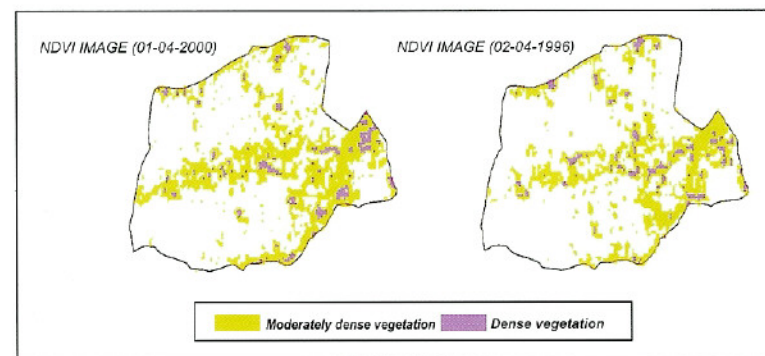 NDVI IMAGE (01-04-2000)
NDVI IMAGE (02-04-1996)
Moderately dense vegetation
Dense vegetation